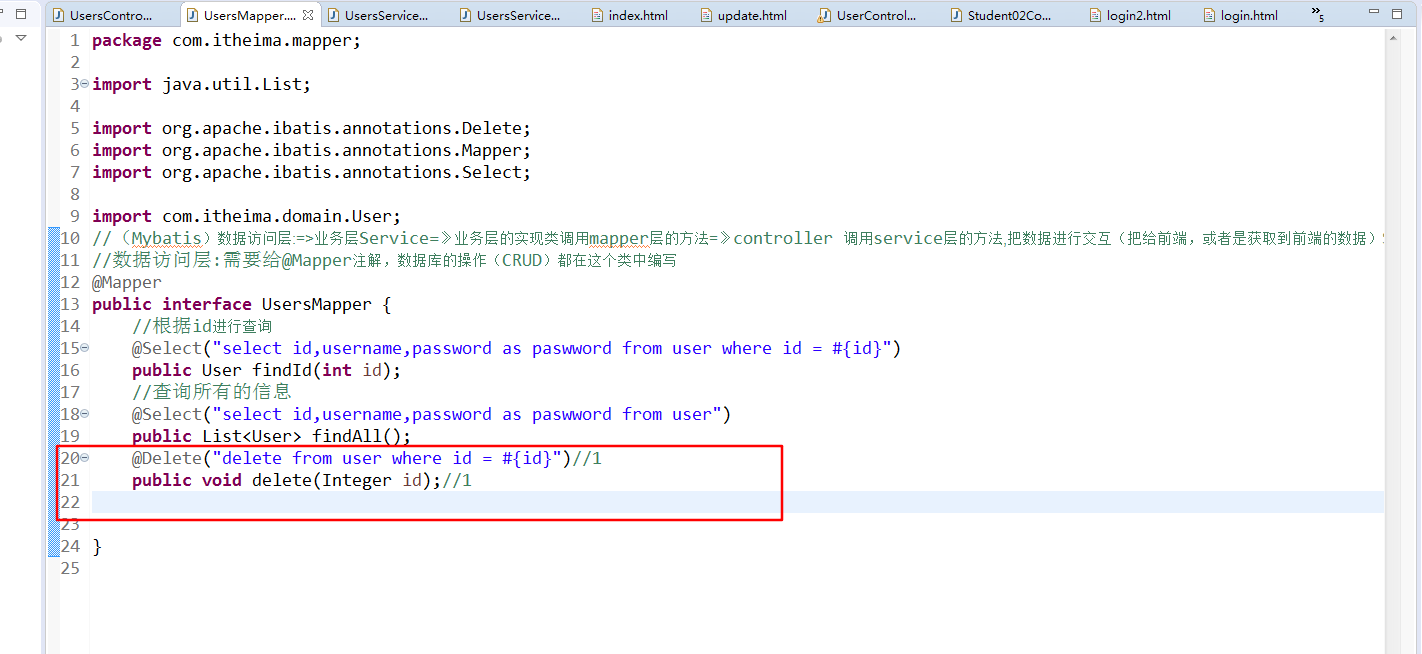 UsersContro...
UsersMapper....
UsersService...
UsersService...
index.html
update.html
UserControl...
Student02Co...
login2.html
login.html
»5
1 package com.itheima.mapper;
2
3 import java.util.List;
4
5 import org.apache.ibatis.annotations.Delete;
6 import org.apache.ibatis.annotations.Mapper;
7 import org.apache.ibatis.annotations.Select;
8
9 import com.itheima.domain.User;
10 //（Mybatis）数据访问层:=>业务层Service=》业务层的实现类调用mapper层的方法=》controller 调用service层的方法,把数据进行交互（把给前端，或者是获取到前端的数据）
11 //数据访问层:需要给@Mapper注解，数据库的操作（CRUD）都在这个类中编写
12 @Mapper
13 public interface UsersMapper {
14 //根据id进行查询
15 @Select("select id,username,password as paswword from user where id = #{id}")
16 public User findId(int id);
17 //查询所有的信息
18 @Select("select id,username,password as paswword from user")
19 public List<User> findAll();
20 @Delete("delete from user where id = #{id}")//1
21 public void delete(Integer id);//1
22
23
24 }
25